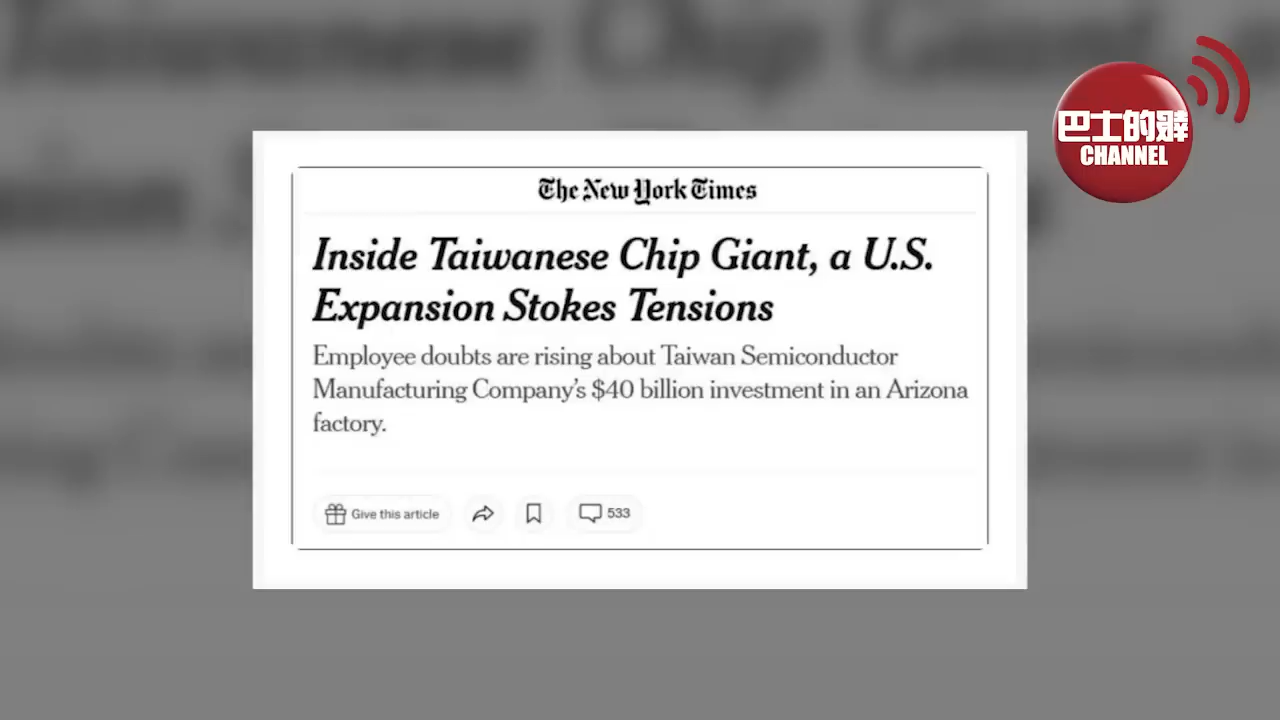 巴士的報
CHANNEL
The New York Times
Inside Taiwanese Chip Giant, a U.S.
Expansion Stokes Tensions
Employee doubts are rising about Taiwan Semiconductor
Manufacturing Company's $40 billion investment in an Arizona
factory.
Give this article
533